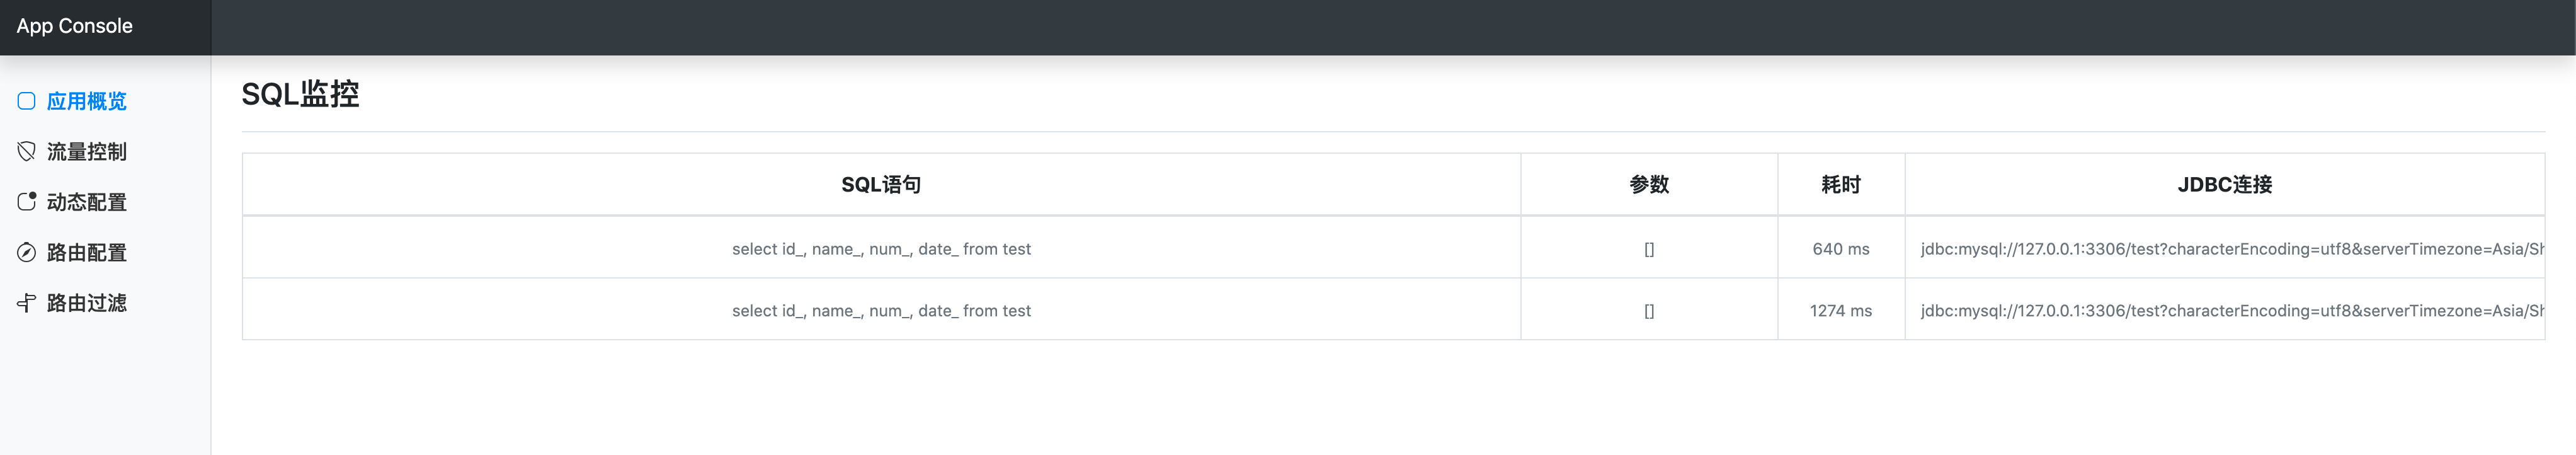 App Console
应用概览
流量控制
动态配置
路由配置
路由过滤
SQL监控
SQL语句 参数 耗时 JDBC连接
select id_, name_, num_, date_ from test [] 640 ms jdbc:mysql://127.0.0.1:3306/test?characterEncoding=utf8&serverTimezone=Asia/Sh
select id_, name_, num_, date_ from test [] 1274 ms jdbc:mysql://127.0.0.1:3306/test?characterEncoding=utf8&serverTimezone=Asia/Sh